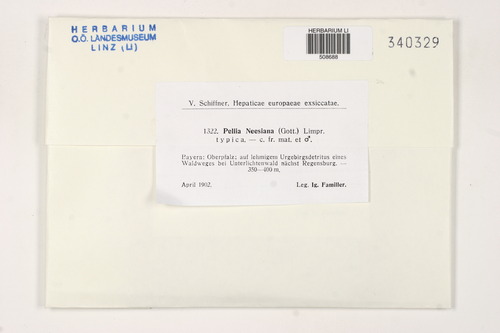 HERBARIUM
O.Ö. LANDESMUSEUM
LINZ (LI)
HERBARIUM LI
508688
340329
V. Schiffner, Hepaticae europaeae exsiccatae.
1322. Pellia Neesiana (Gott.) Limpr.
typica. — c. fr. mat. et ♂.
Bayern: Oberpfalz; auf lehmigem Urgebirgsdetritus eines
Waldweges bei Unterlichtenwald nächst Regensburg. —
350—400 m.
April 1902.
Leg. Ig. Familler.